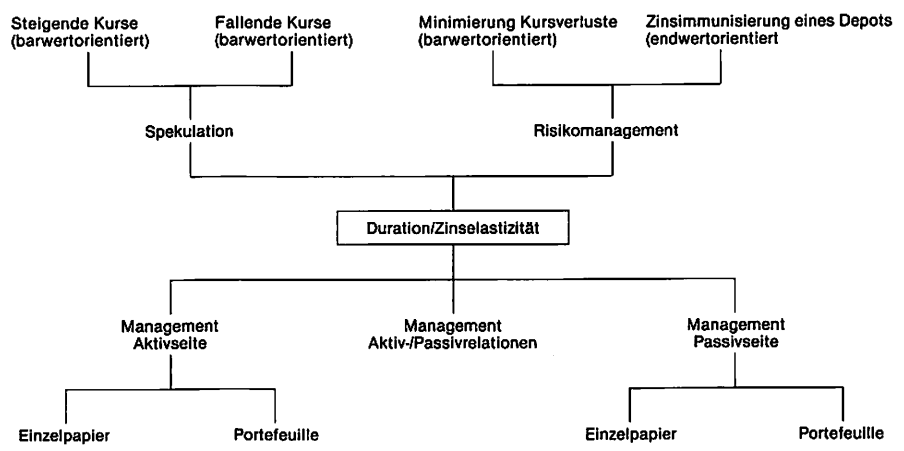 Steigende Kurse
(barwertorientiert)
Fallende Kurse
(barwertorientiert)
Minimierung Kursverluste
(barwertorientiert)
Zinsimmunisierung eines Depots
(endwertorientiert
Spekulation
Risikomanagement
Duration/Zinselastizität
Management
Aktivseite
Management
Aktiv-/Passivrelationen
Management
Passivseite
Einzelpapier
Portefeuille
Einzelpapier
Portefeuille